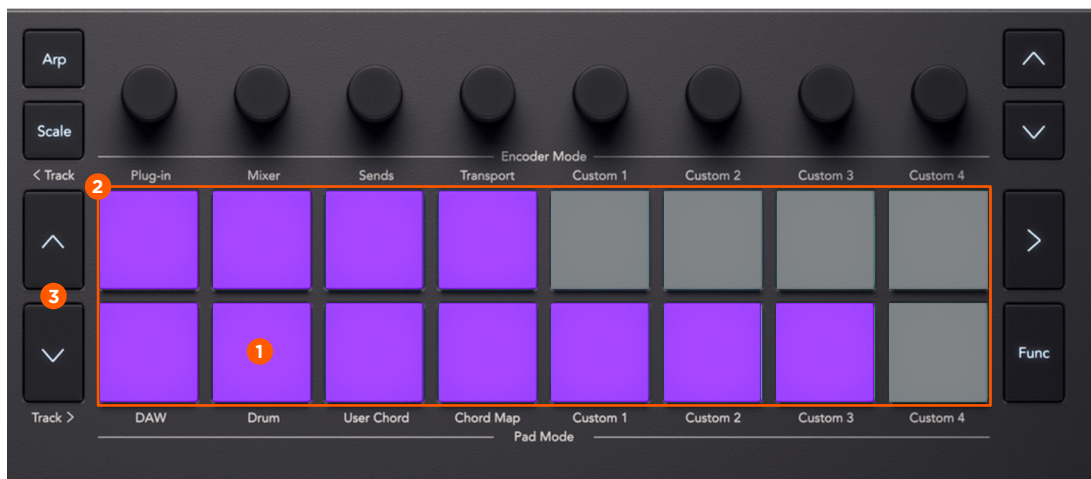 Arp
Scale
Encoder Mode
< Track
Plug-in Mixer Sends Transport Custom 1 Custom 2 Custom 3 Custom 4
2
3
1
Func
Track >
DAW Drum User Chord Chord Map Custom 1 Custom 2 Custom 3 Custom 4
Pad Mode